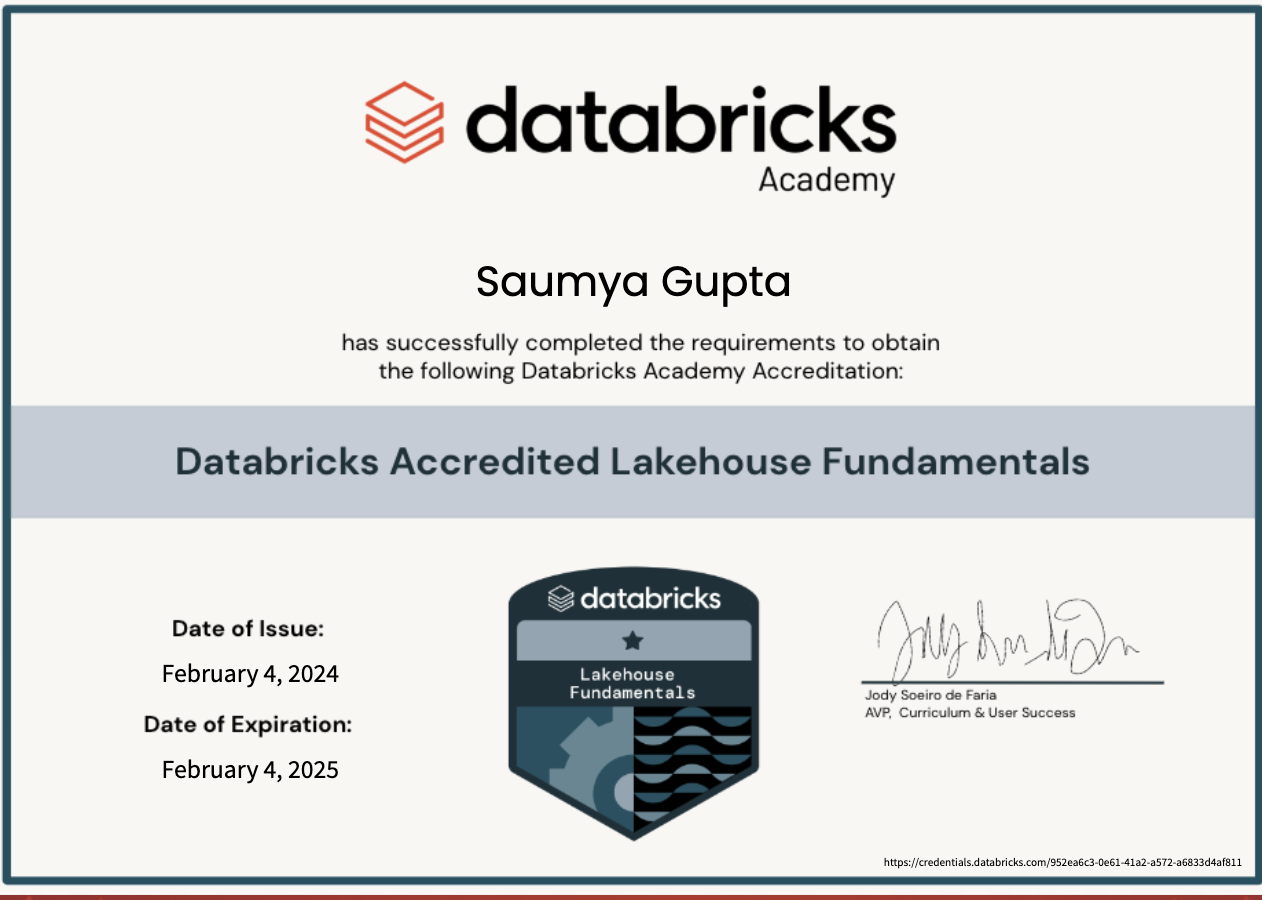 databricks
Academy
Saumya Gupta
has successfully completed the requirements to obtain
the following Databricks Academy Accreditation:
Databricks Accredited Lakehouse Fundamentals
Date of Issue:
February 4, 2024
Date of Expiration:
February 4, 2025
databricks
Lakehouse
Fundamentals
Jody Soeiro de Faria
AVP, Curriculum & User Success
https://credentials.databricks.com/952ea6c3-0e61-41a2-a572-a6833d4af811